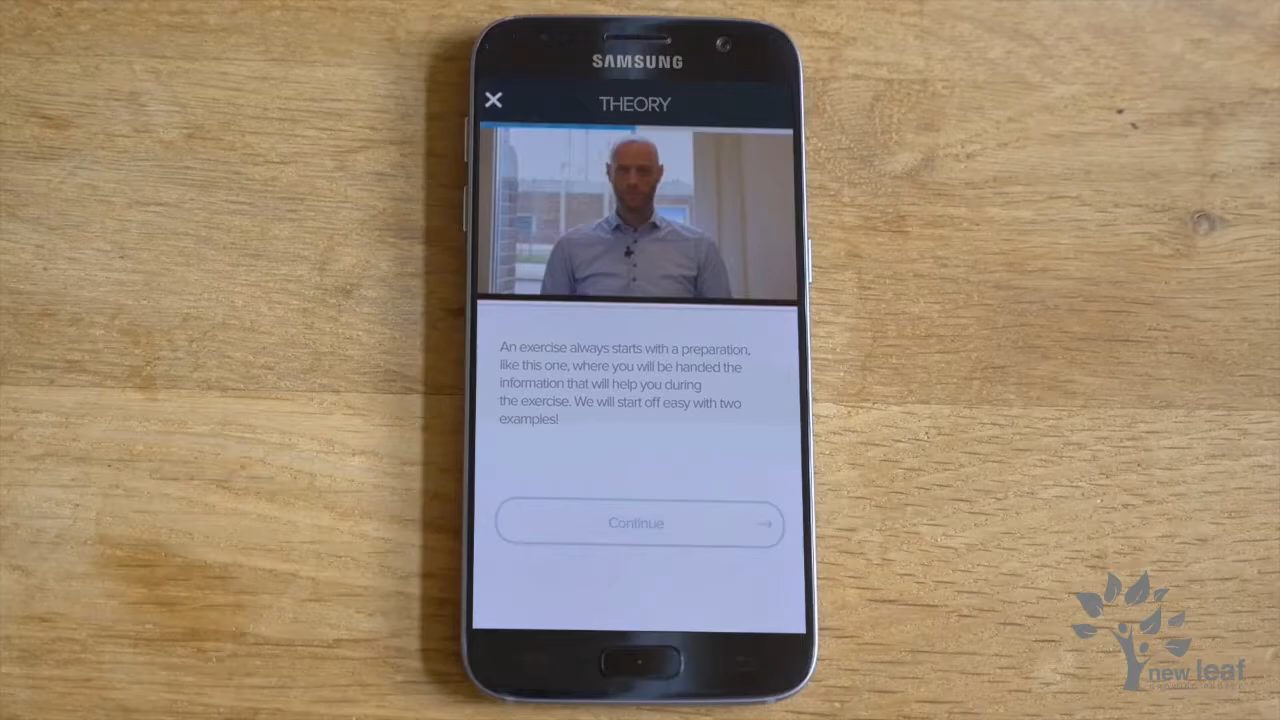 SAMSUNG
THEORY
An exercise always starts with a preparation,
like this one, where you will be handed the
information that will help you during
the exercise. We will start off easy with two
examples!
Continue
new leaf